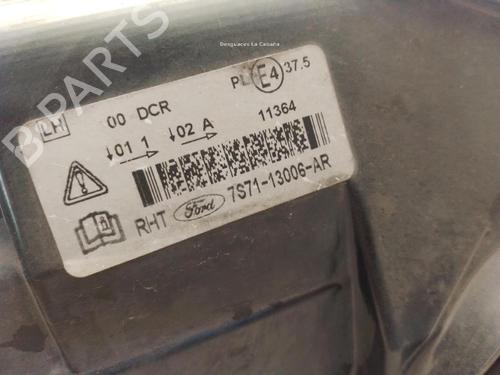 Desguaces La Cabaña
LH 00 DCR PL E4 37.5
01 1 02 A 11364
RHT Ford 7S71-13006-AR
B-PARTS